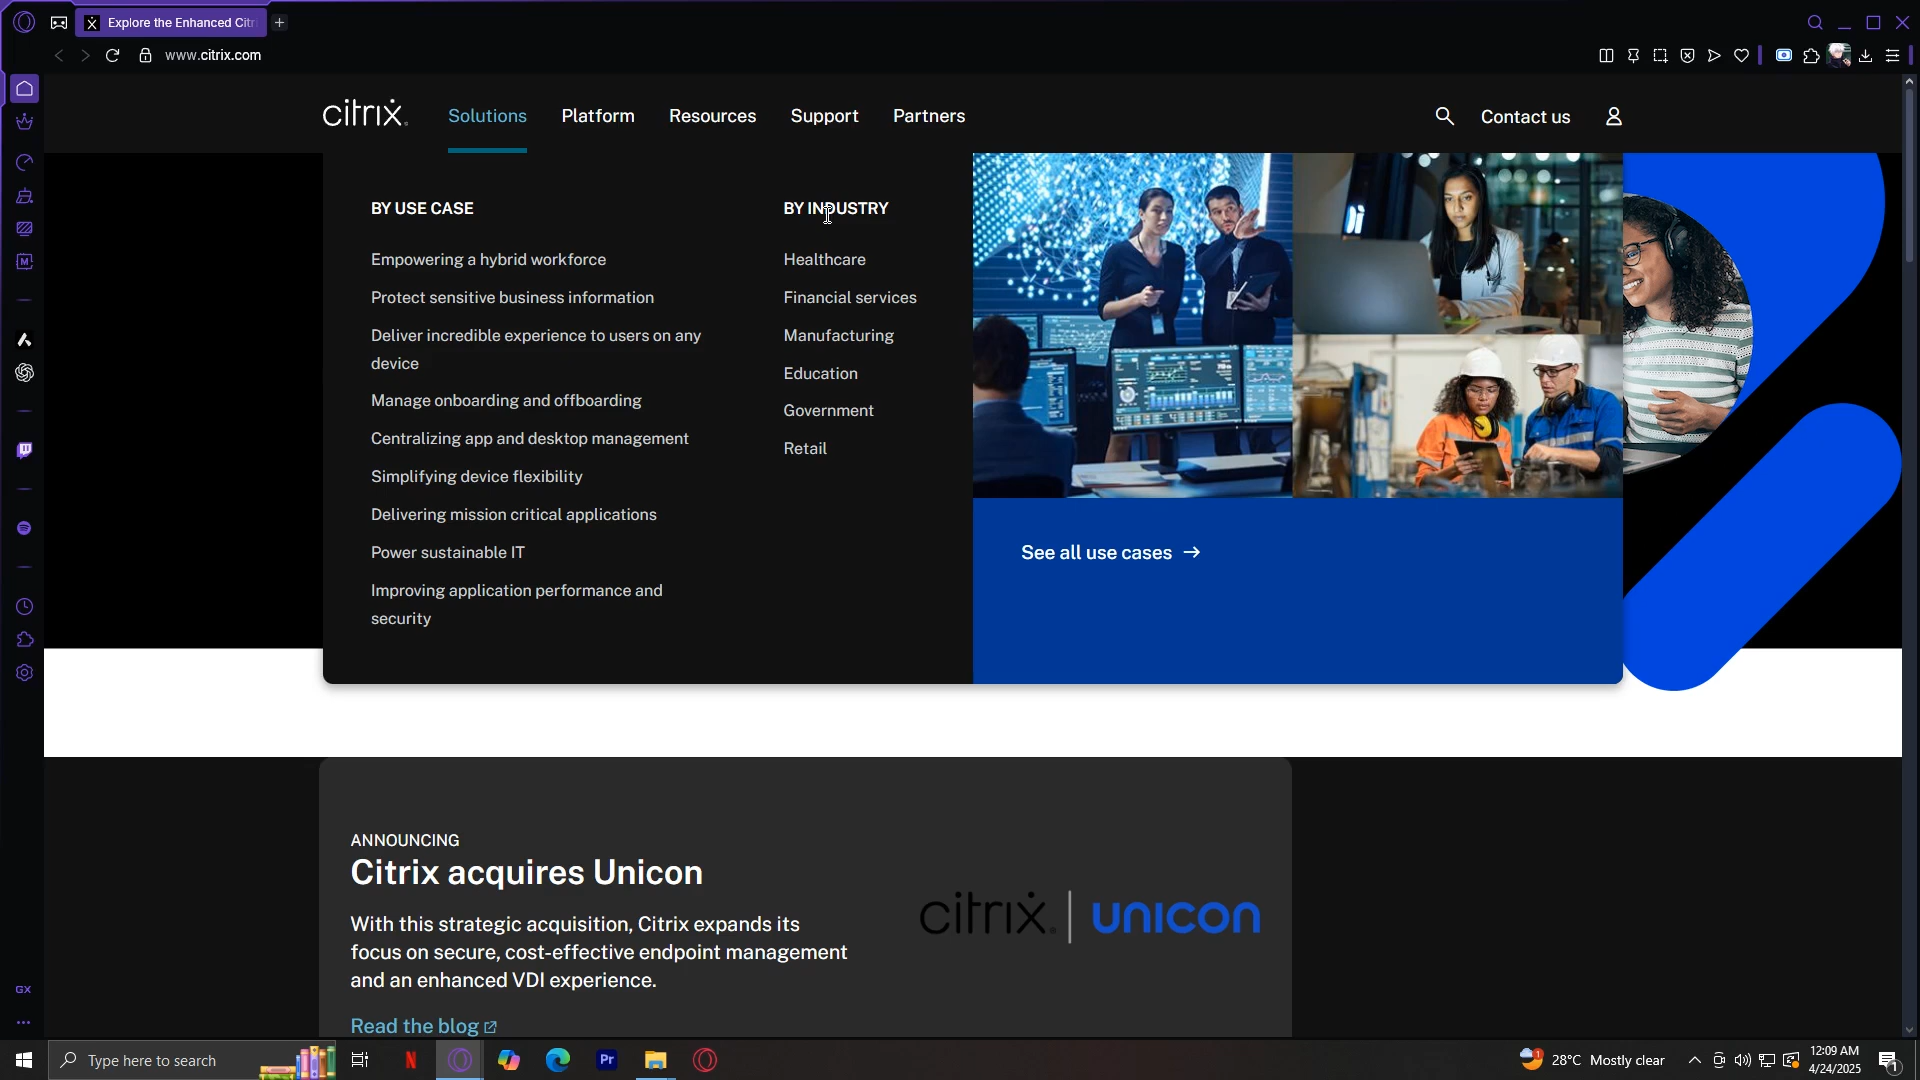 Explore the Enhanced Citr
www.citrix.com
citrix.
Solutions
Platform
Resources
Support
Partners
Contact us
BY USE CASE
Empowering a hybrid workforce
Protect sensitive business information
Deliver incredible experience to users on any
device
Manage onboarding and offboarding
Centralizing app and desktop management
Simplifying device flexibility
Delivering mission critical applications
Power sustainable IT
Improving application performance and
security
BY INDUSTRY
Healthcare
Financial services
Manufacturing
Education
Government
Retail
See all use cases →
ANNOUNCING
Citrix acquires Unicon
With this strategic acquisition, Citrix expands its
focus on secure, cost-effective endpoint management
and an enhanced VDI experience.
Read the blog
citrix. | unicon
GX
Type here to search
Pr
28°C Mostly clear
12:09 AM
4/24/2025
1